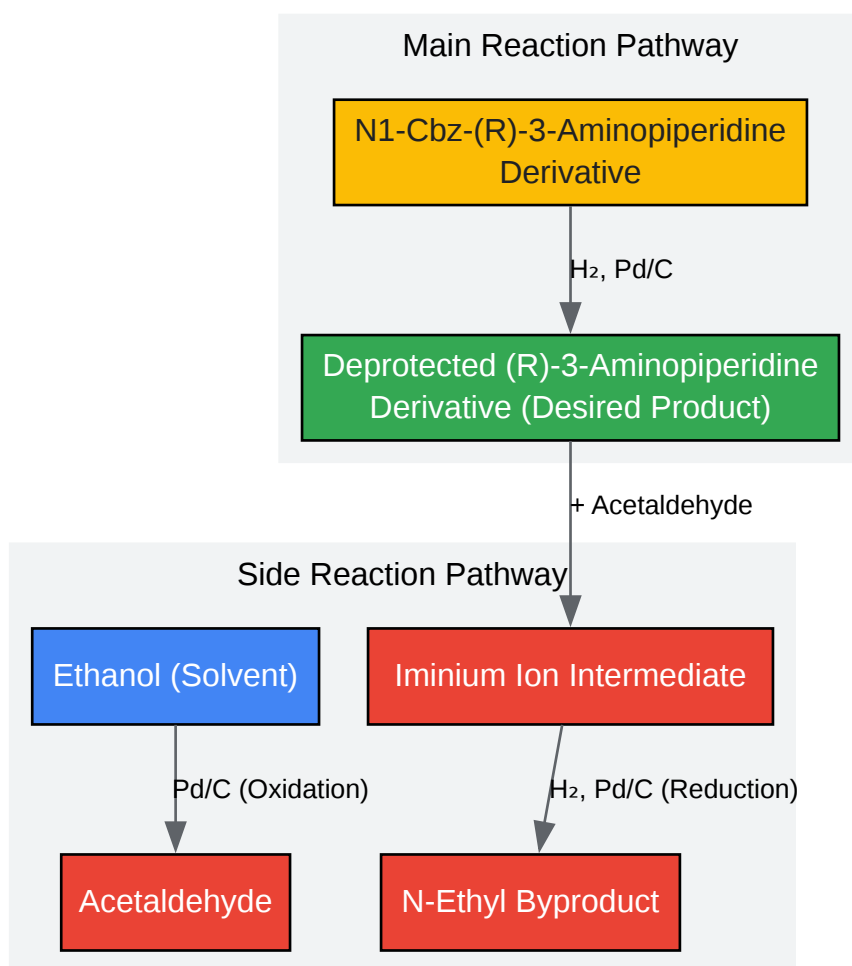 Main Reaction Pathway
N1-Cbz-(R)-3-Aminopiperidine
Derivative
H₂, Pd/C
Deprotected (R)-3-Aminopiperidine
Derivative (Desired Product)
+ Acetaldehyde
Side Reaction Pathway
Ethanol (Solvent)
Iminium Ion Intermediate
Pd/C (Oxidation)
H₂, Pd/C (Reduction)
Acetaldehyde
N-Ethyl Byproduct